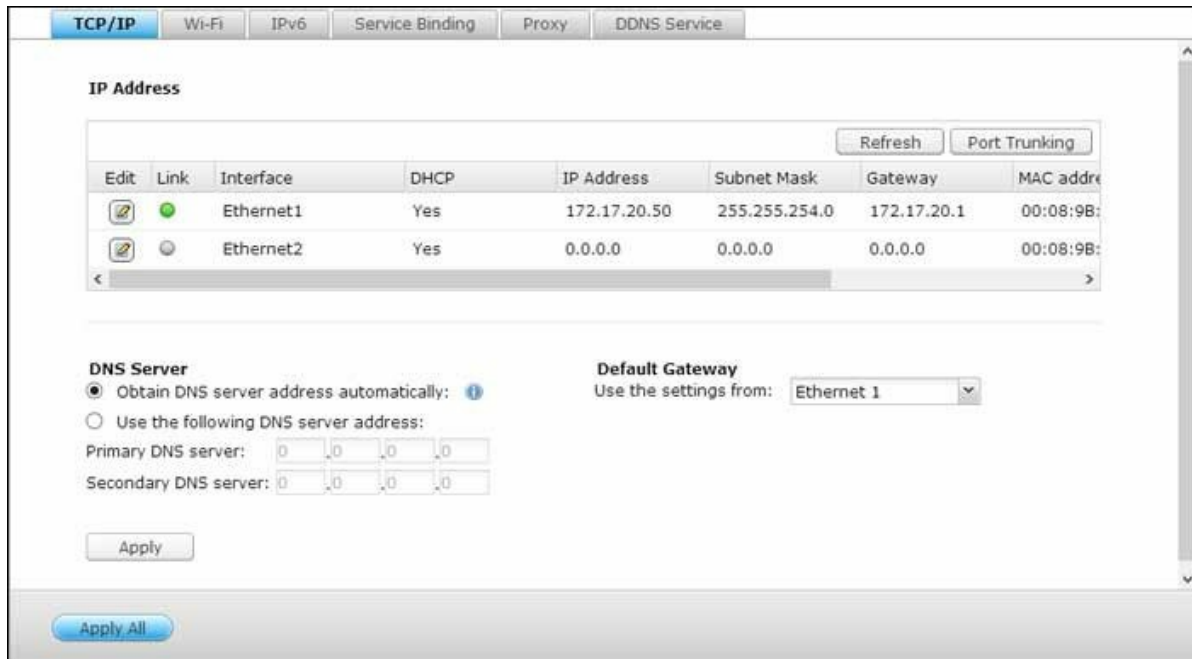 TCP/IP Wi-Fi IPv6 Service Binding Proxy DDNS Service
IP Address
Refresh Port Trunking
Edit Link Interface DHCP IP Address Subnet Mask Gateway MAC addre
Ethernet1 Yes 172.17.20.50 255.255.254.0 172.17.20.1 00:08:9B:
Ethernet2 Yes 0.0.0.0 0.0.0.0 0.0.0.0 00:08:9B:
DNS Server Default Gateway
Obtain DNS server address automatically: Use the settings from: Ethernet 1
Use the following DNS server address:
Primary DNS server: 0 .0 .0 .0
Secondary DNS server: 0 .0 .0 .0
Apply
Apply All